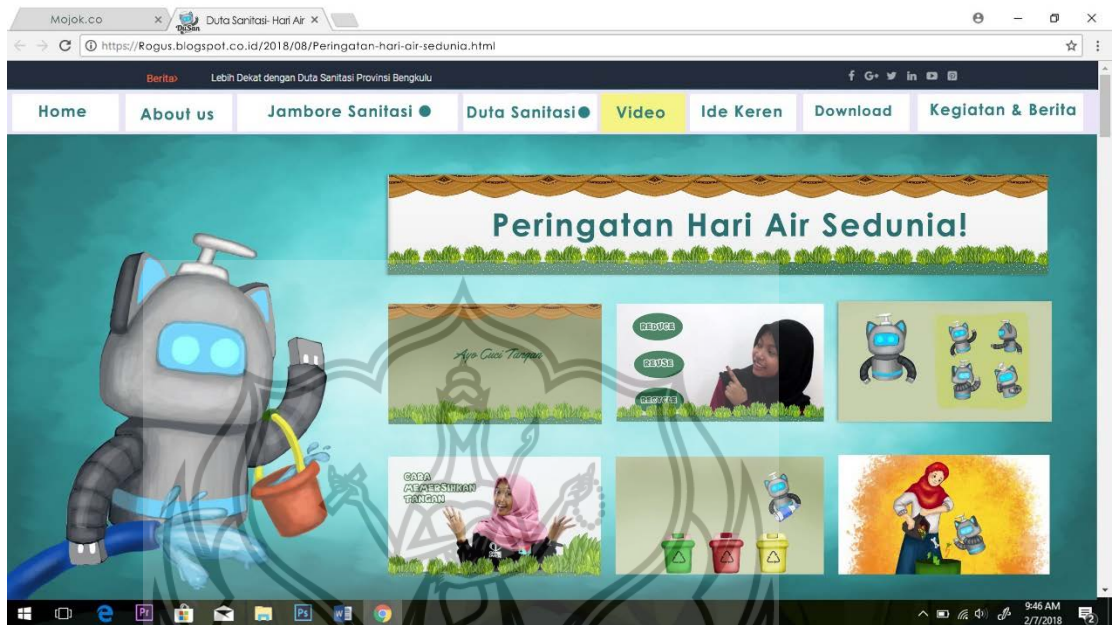 Mojok.co
DuSan
Duta Sanitasi- Hari Air
https://Rogus.blogspot.co.id/2018/08/Peringatan-hari-air-sedunia.html
Berita> Lebih Dekat dengan Duta Sanitasi Provinsi Bengkulu
Home About us Jambore Sanitasi Duta Sanitasi Video Ide Keren Download Kegiatan & Berita
Peringatan Hari Air Sedunia!
Ayo Cuci Tangan
REDUCE
REUSE
RECYCLE
CARA
MEMERSIHKAN
TANGAN
9:46 AM
2/7/2018